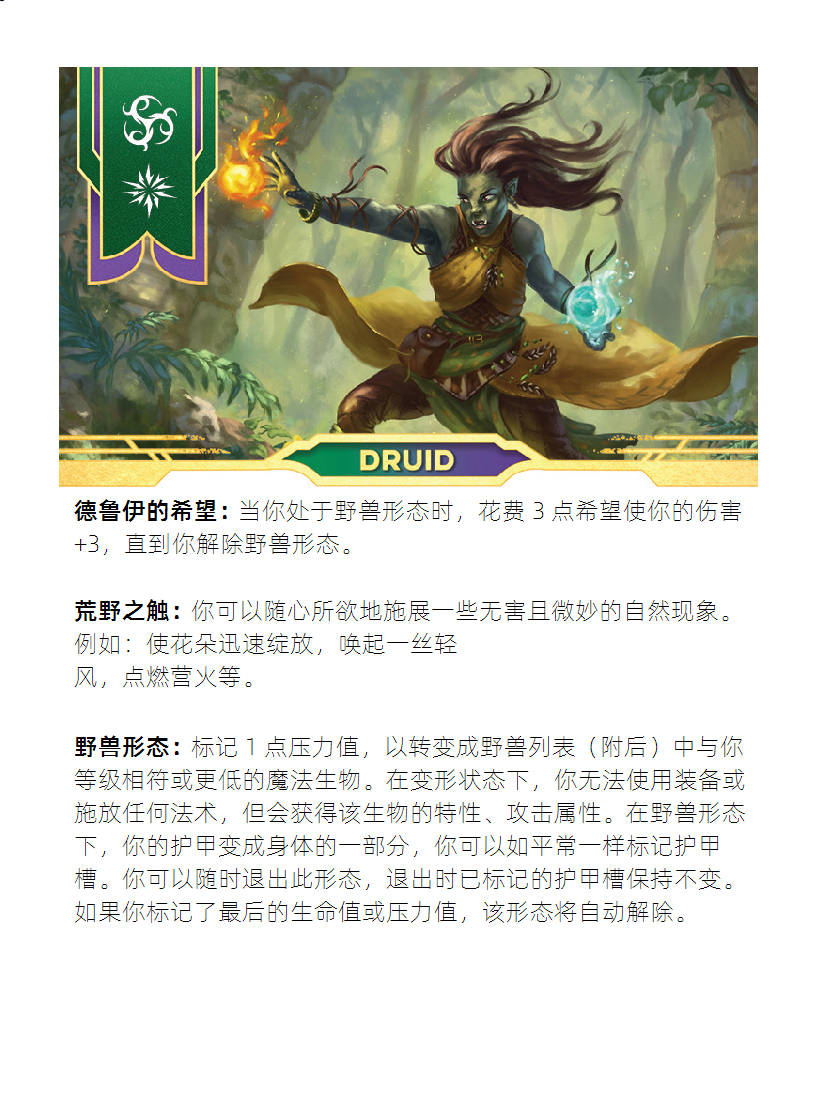 DRUID
德鲁伊的希望：当你处于野兽形态时，花费 3 点希望使你的伤害
+3，直到你解除野兽形态。
荒野之触：你可以随心所欲地施展一些无害且微妙的自然现象。
例如：使花朵迅速绽放，唤起一丝轻
风，点燃营火等。
野兽形态：标记 1 点压力值，以转变成野兽列表（附后）中与你
等级相符或更低的魔法生物。在变形状态下，你无法使用装备或
施放任何法术，但会获得该生物的特性、攻击属性。在野兽形态
下，你的护甲变成身体的一部分，你可以如平常一样标记护甲
槽。你可以随时退出此形态，退出时已标记的护甲槽保持不变。
如果你标记了最后的生命值或压力值，该形态将自动解除。